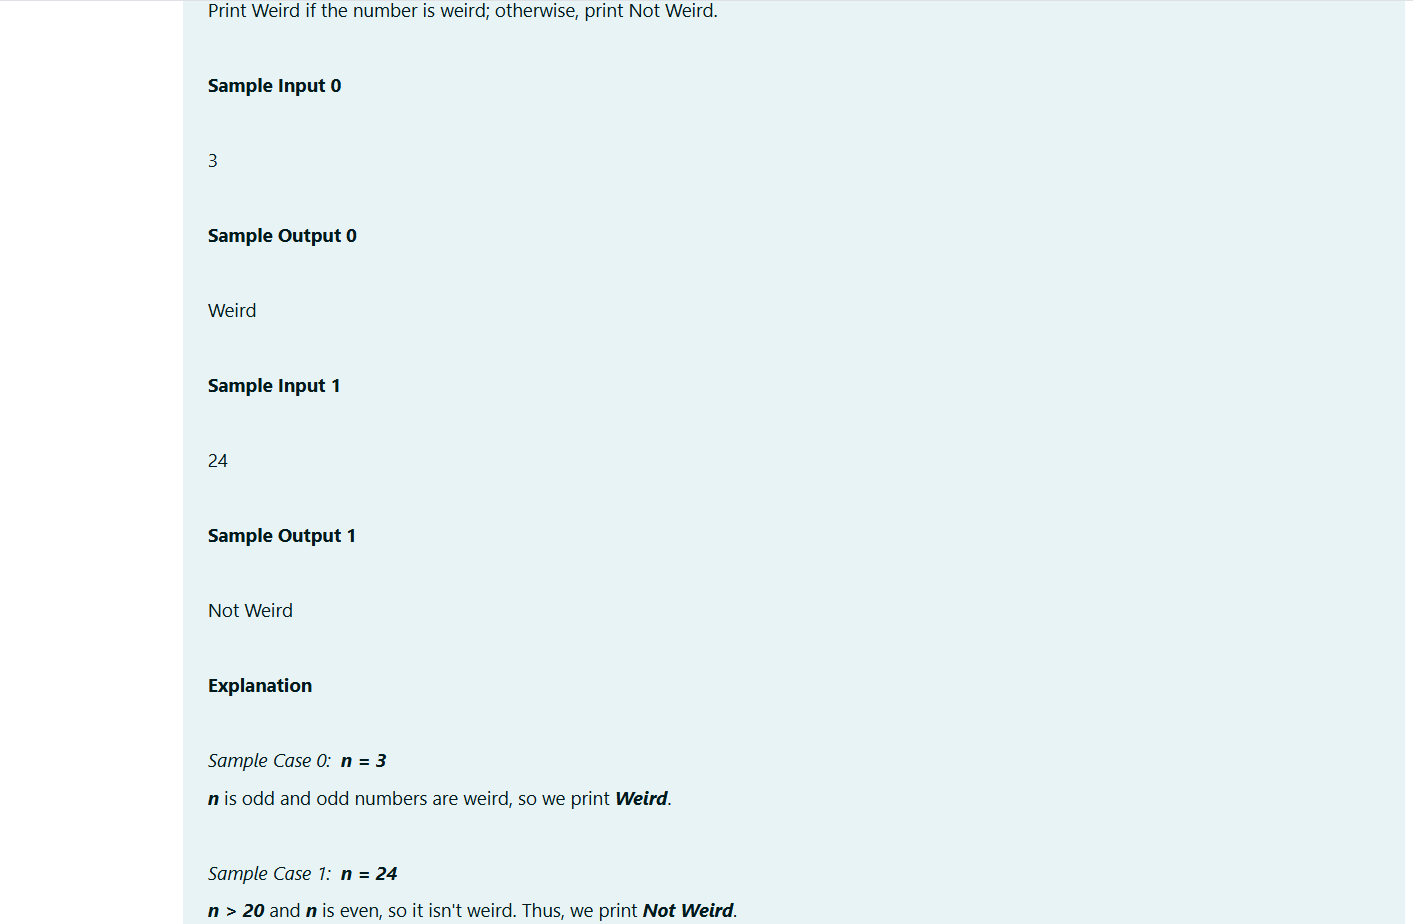 Print Weird if the number is weird; otherwise, print Not Weird.
Sample Input 0
3
Sample Output 0
Weird
Sample Input 1
24
Sample Output 1
Not Weird
Explanation
Sample Case 0: n = 3
n is odd and odd numbers are weird, so we print Weird.
Sample Case 1: n = 24
n > 20 and n is even, so it isn't weird. Thus, we print Not Weird.